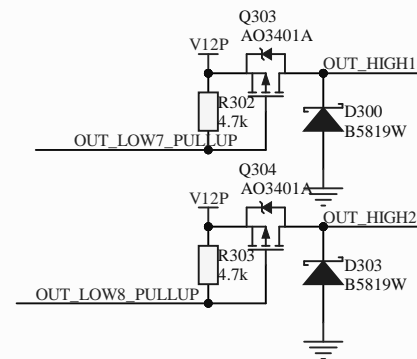 Q303
AO3401A
V12P
OUT_HIGH1
R302
4.7k
D300
B5819W
OUT_LOW7_PULLUP
Q304
AO3401A
V12P
OUT_HIGH2
R303
4.7k
D303
B5819W
OUT_LOW8_PULLUP